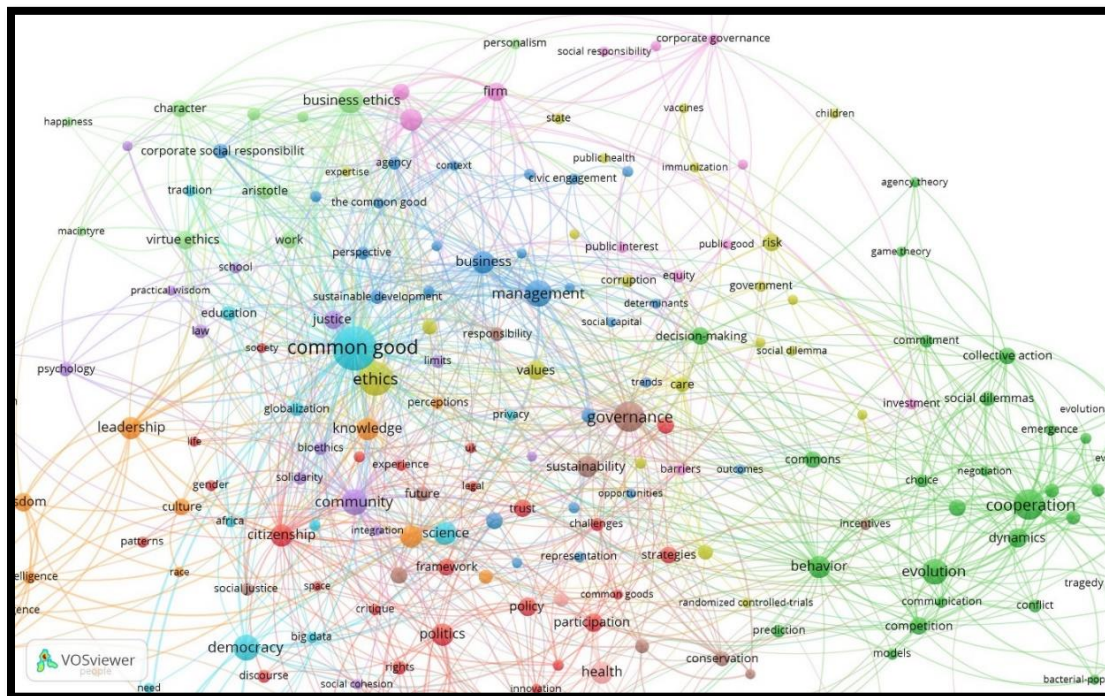 personalism
corporate governance
social responsibility
business ethics
firm
character
vaccines
children
happiness
state
corporate social responsibilit
agency
context
public health
immunization
expertise
civic engagement
tradition
aristotle
the common good
agency theory
macintyre
virtue ethics
work
perspective
business
public interest
public good
risk
game theory
school
practical wisdom
sustainable development
management
corruption
equity
government
determinants
education
justice
law
society
common good
responsibility
social capital
decision-making
commitment
limits
social dilemma
collective action
psychology
ethics
values
trends
care
globalization
perceptions
privacy
investment
social dilemmas
evolution
leadership
knowledge
governance
emergence
life
bioethics
uk
experience
sustainability
barriers
outcomes
commons
gender
solidarity
future
legal
opportunities
choice
negotiation
ev
sdom
culture
community
trust
cooperation
africa
citizenship
integration
science
challenges
incentives
dynamics
patterns
representation
strategies
race
framework
behavior
evolution
elligence
social justice
space
tragedy
common goods
communication
ence
critique
policy
randomized controlled-trials
conflict
participation
competition
big data
politics
prediction
democracy
conservation
models
VOSviewer
people
discourse
rights
health
need
social cohesion
innovation
bacterial-pop